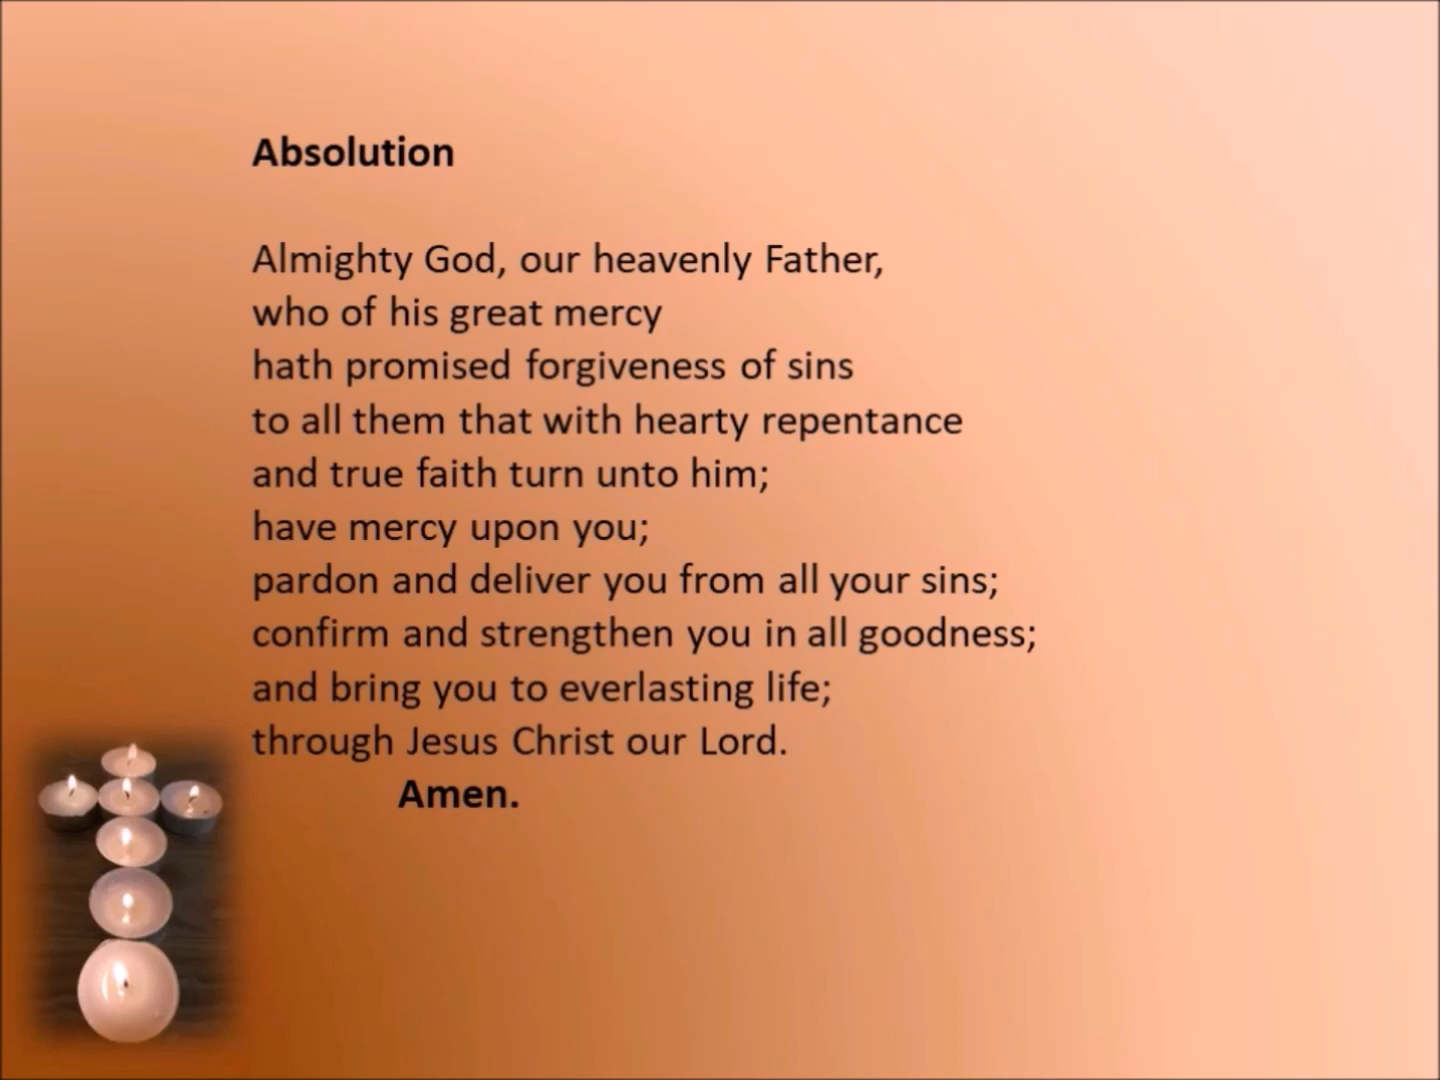 Absolution
Almighty God, our heavenly Father,
who of his great mercy
hath promised forgiveness of sins
to all them that with hearty repentance
and true faith turn unto him;
have mercy upon you;
pardon and deliver you from all your sins;
confirm and strengthen you in all goodness;
and bring you to everlasting life;
through Jesus Christ our Lord.
Amen.